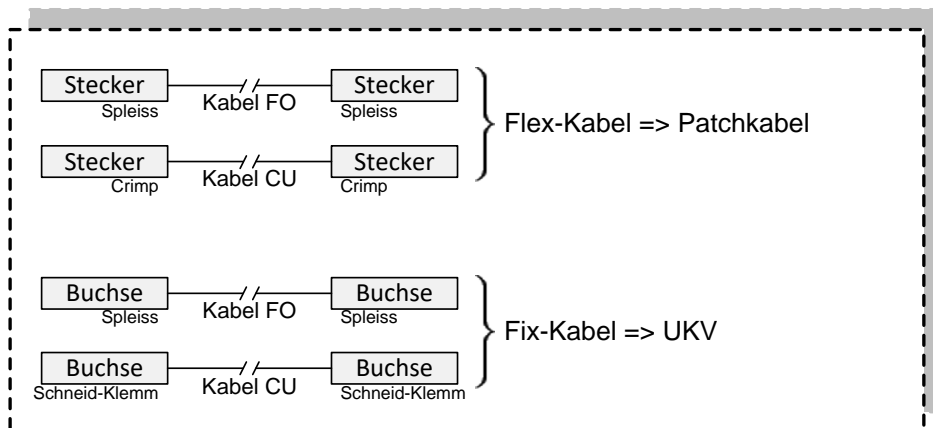 Stecker Stecker
Kabel FO
Spleiss Spleiss
Flex-Kabel => Patchkabel
Stecker Stecker
Kabel CU
Crimp Crimp
Buchse Buchse
Kabel FO
Spleiss Spleiss
Fix-Kabel => UKV
Buchse Buchse
Kabel CU
Schneid-Klemm Schneid-Klemm